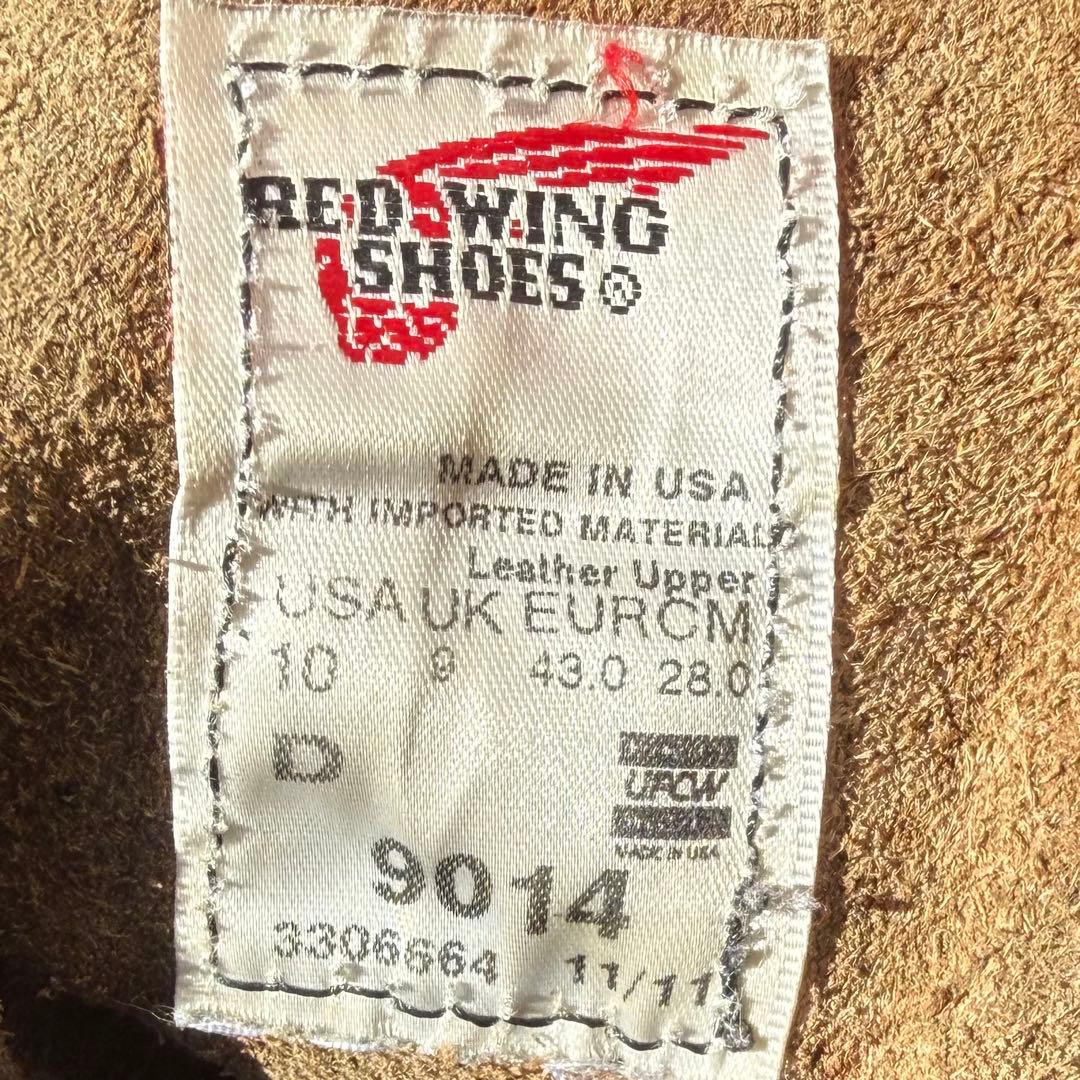 RED WING
SHOES®
MADE IN USA
WITH IMPORTED MATERIALS
Leather Upper
USA UK EUR CM
10 9 43.0 28.0
D
UFCW
MADE IN USA
9014
3306664 11/11